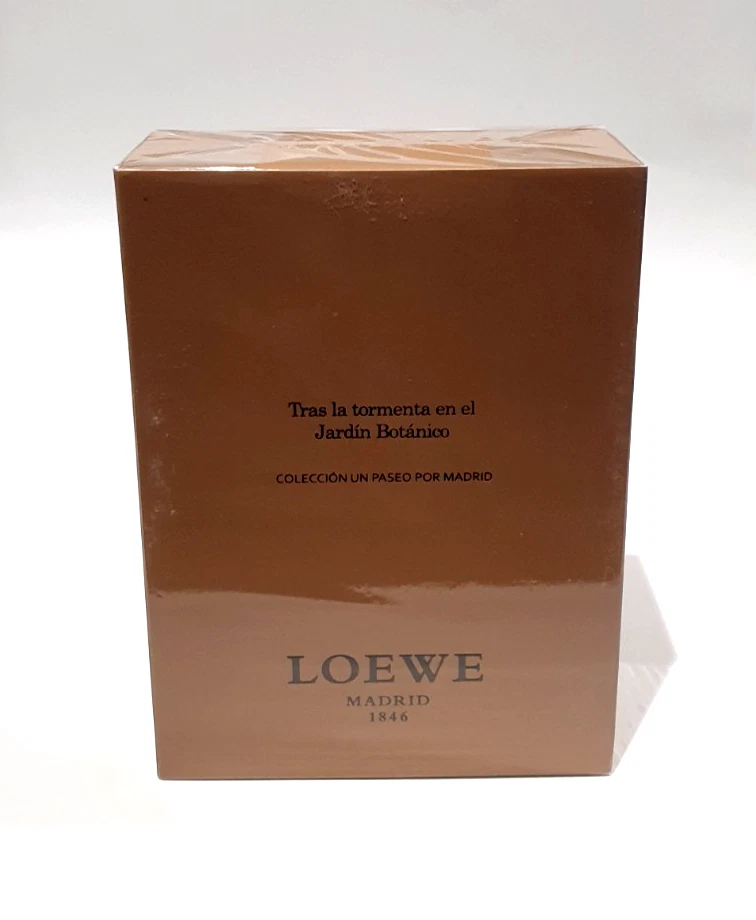 Tras la tormenta en el
Jardín Botánico
COLECCIÓN UN PASEO POR MADRID
LOEWE
MADRID
1846